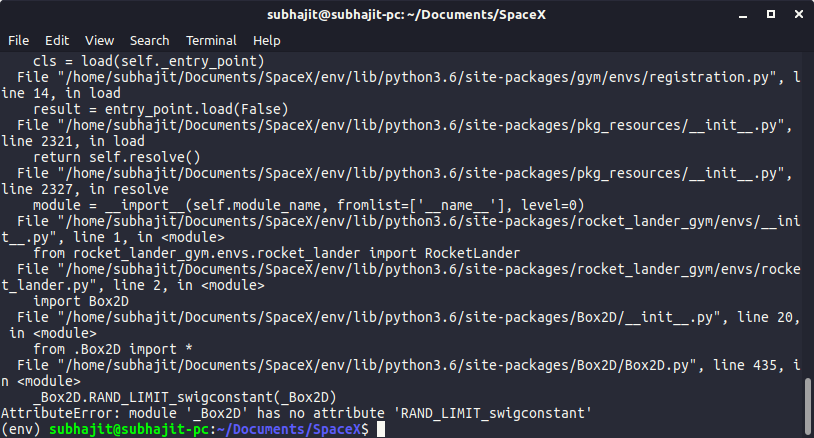 subhajit@subhajit-pc: ~/Documents/SpaceX
File Edit View Search Terminal Help
    cls = load(self._entry_point)
  File "/home/subhajit/Documents/SpaceX/env/lib/python3.6/site-packages/gym/envs/registration.py", l
ine 14, in load
    result = entry_point.load(False)
  File "/home/subhajit/Documents/SpaceX/env/lib/python3.6/site-packages/pkg_resources/__init__.py",
line 2321, in load
    return self.resolve()
  File "/home/subhajit/Documents/SpaceX/env/lib/python3.6/site-packages/pkg_resources/__init__.py",
line 2327, in resolve
    module = __import__(self.module_name, fromlist=['__name__'], level=0)
  File "/home/subhajit/Documents/SpaceX/env/lib/python3.6/site-packages/rocket_lander_gym/envs/__ini
t__.py", line 1, in <module>
    from rocket_lander_gym.envs.rocket_lander import RocketLander
  File "/home/subhajit/Documents/SpaceX/env/lib/python3.6/site-packages/rocket_lander_gym/envs/rocke
t_lander.py", line 2, in <module>
    import Box2D
  File "/home/subhajit/Documents/SpaceX/env/lib/python3.6/site-packages/Box2D/__init__.py", line 20,
 in <module>
    from .Box2D import *
  File "/home/subhajit/Documents/SpaceX/env/lib/python3.6/site-packages/Box2D/Box2D.py", line 435, i
n <module>
    _Box2D.RAND_LIMIT_swigconstant(_Box2D)
AttributeError: module '_Box2D' has no attribute 'RAND_LIMIT_swigconstant'
(env) subhajit@subhajit-pc:~/Documents/SpaceX$